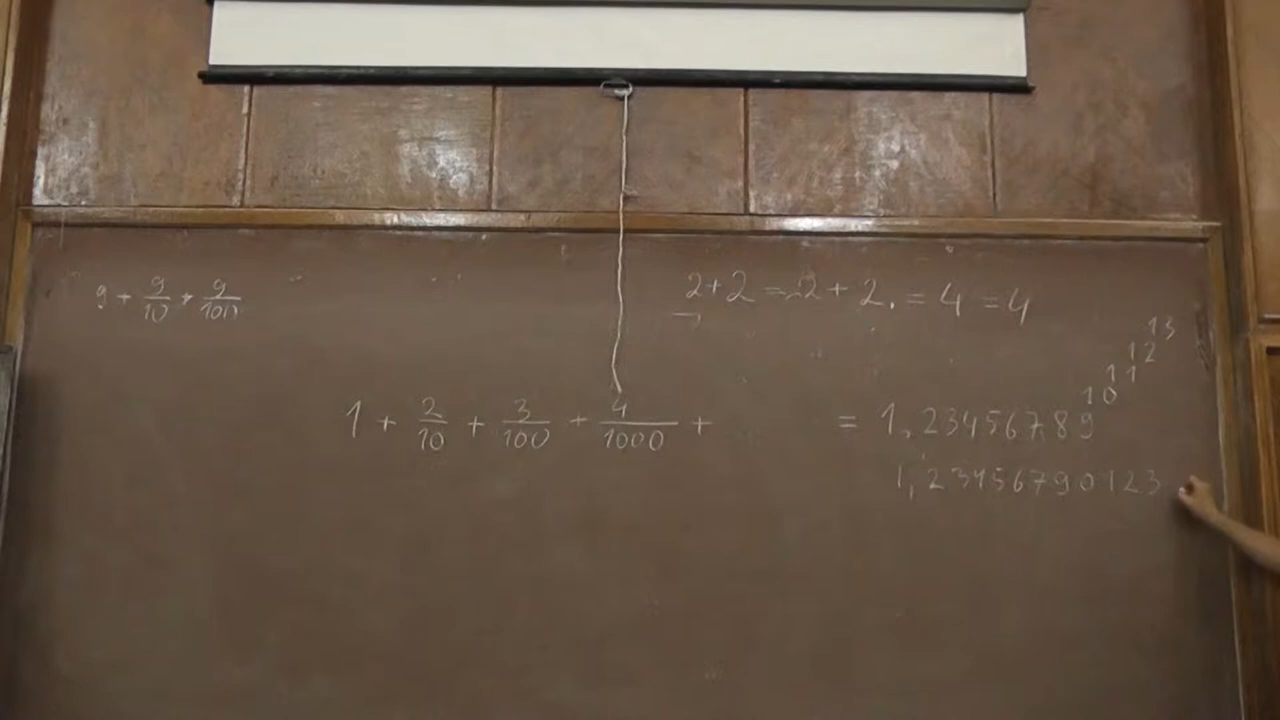 9 + 9/10 + 9/100
2+2 = 2 + 2. = 4 = 4
13
12
11
10
1 + 2/10 + 3/100 + 4/1000 + = 1,23456789
1,23456790123